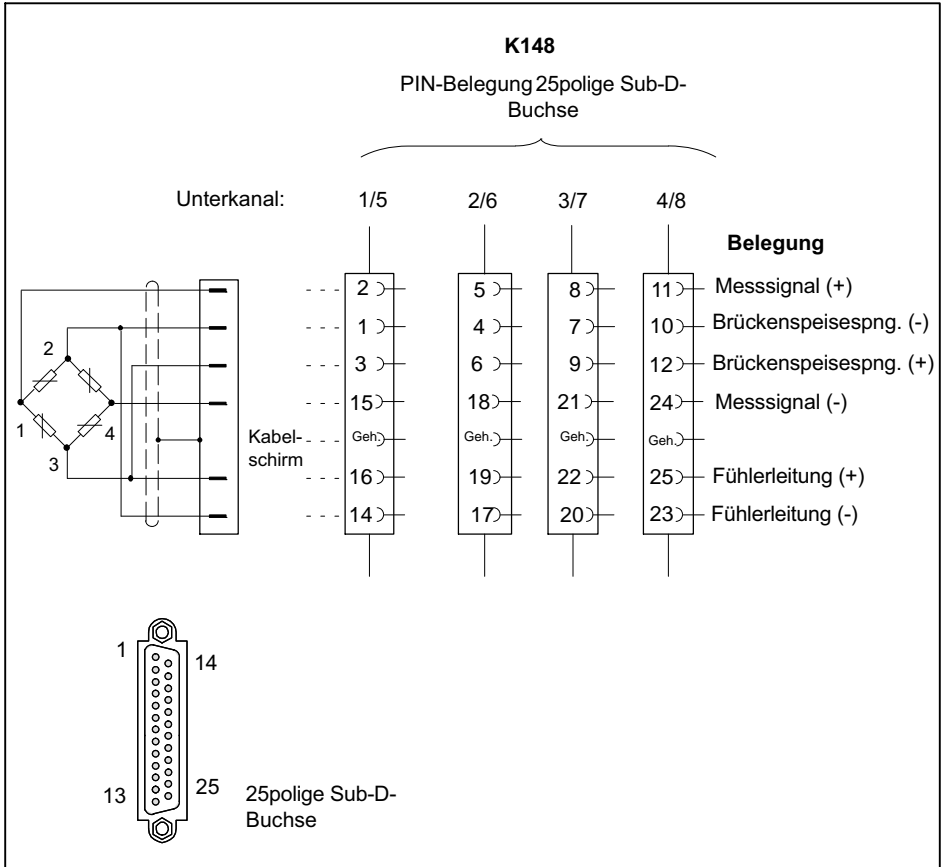 K148
PIN-Belegung 25polige Sub-D-
Buchse
Unterkanal: 1/5 2/6 3/7 4/8
Belegung
2 5 8 11 Messsignal (+)
1 4 7 10 Brückenspeisespng. (-)
3 6 9 12 Brückenspeisespng. (+)
15 18 21 24 Messsignal (-)
Kabel-
schirm
Geh. Geh. Geh. Geh.
16 19 22 25 Fühlerleitung (+)
14 17 20 23 Fühlerleitung (-)
2
1 4
3
1 14
13 25
25polige Sub-D-
Buchse